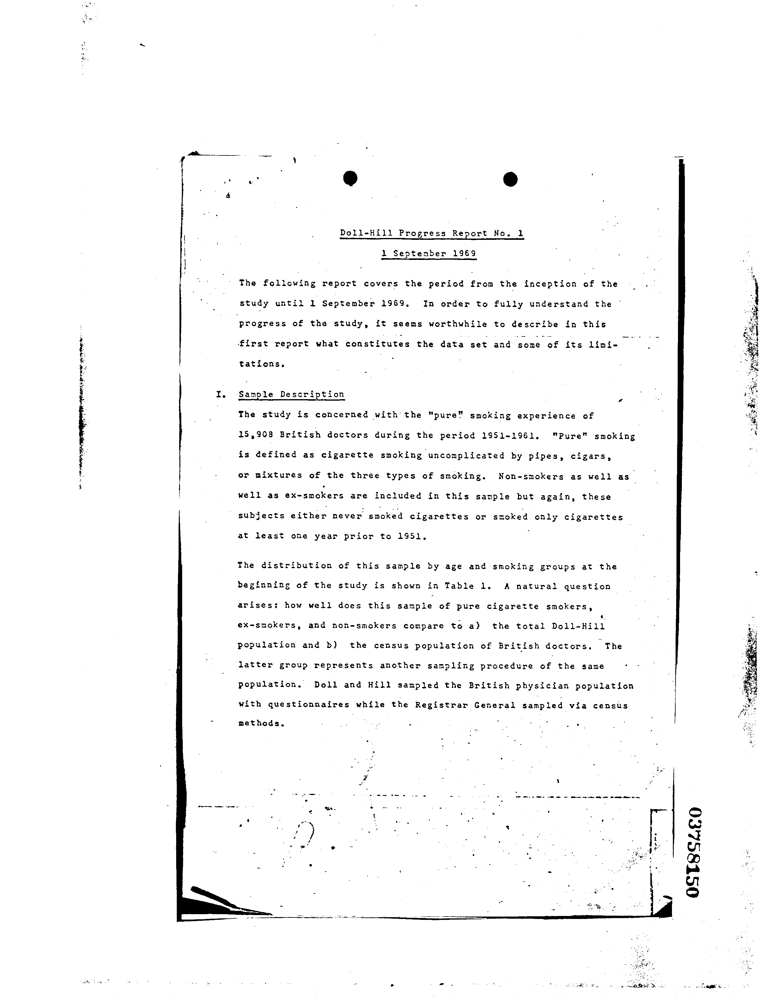 Doll-Hill Progress Report No. 1
1 September 1969
The following report covers the period from the inception of the
study until 1 September 1969. In order to fully understand the
progress of the study, it seems worthwhile to describe in this
first report what constitutes the data set and some of its limi-
tations.
I. Sample Description
The study is concerned with the "pure" smoking experience of
15,908 British doctors during the period 1951-1961. "Pure" smoking
is defined as cigarette smoking uncomplicated by pipes, cigars,
or mixtures of the three types of smoking. Non-smokers as well as
well as ex-smokers are included in this sample but again, these
subjects either never smoked cigarettes or smoked only cigarettes
at least one year prior to 1951.
The distribution of this sample by age and smoking groups at the
beginning of the study is shown in Table 1. A natural question
arises: how well does this sample of pure cigarette smokers,
ex-smokers, and non-smokers compare to a) the total Doll-Hill
population and b) the census population of British doctors. The
latter group represents another sampling procedure of the same
population. Doll and Hill sampled the British physician population
with questionnaires while the Registrar General sampled via census
methods.
03758150